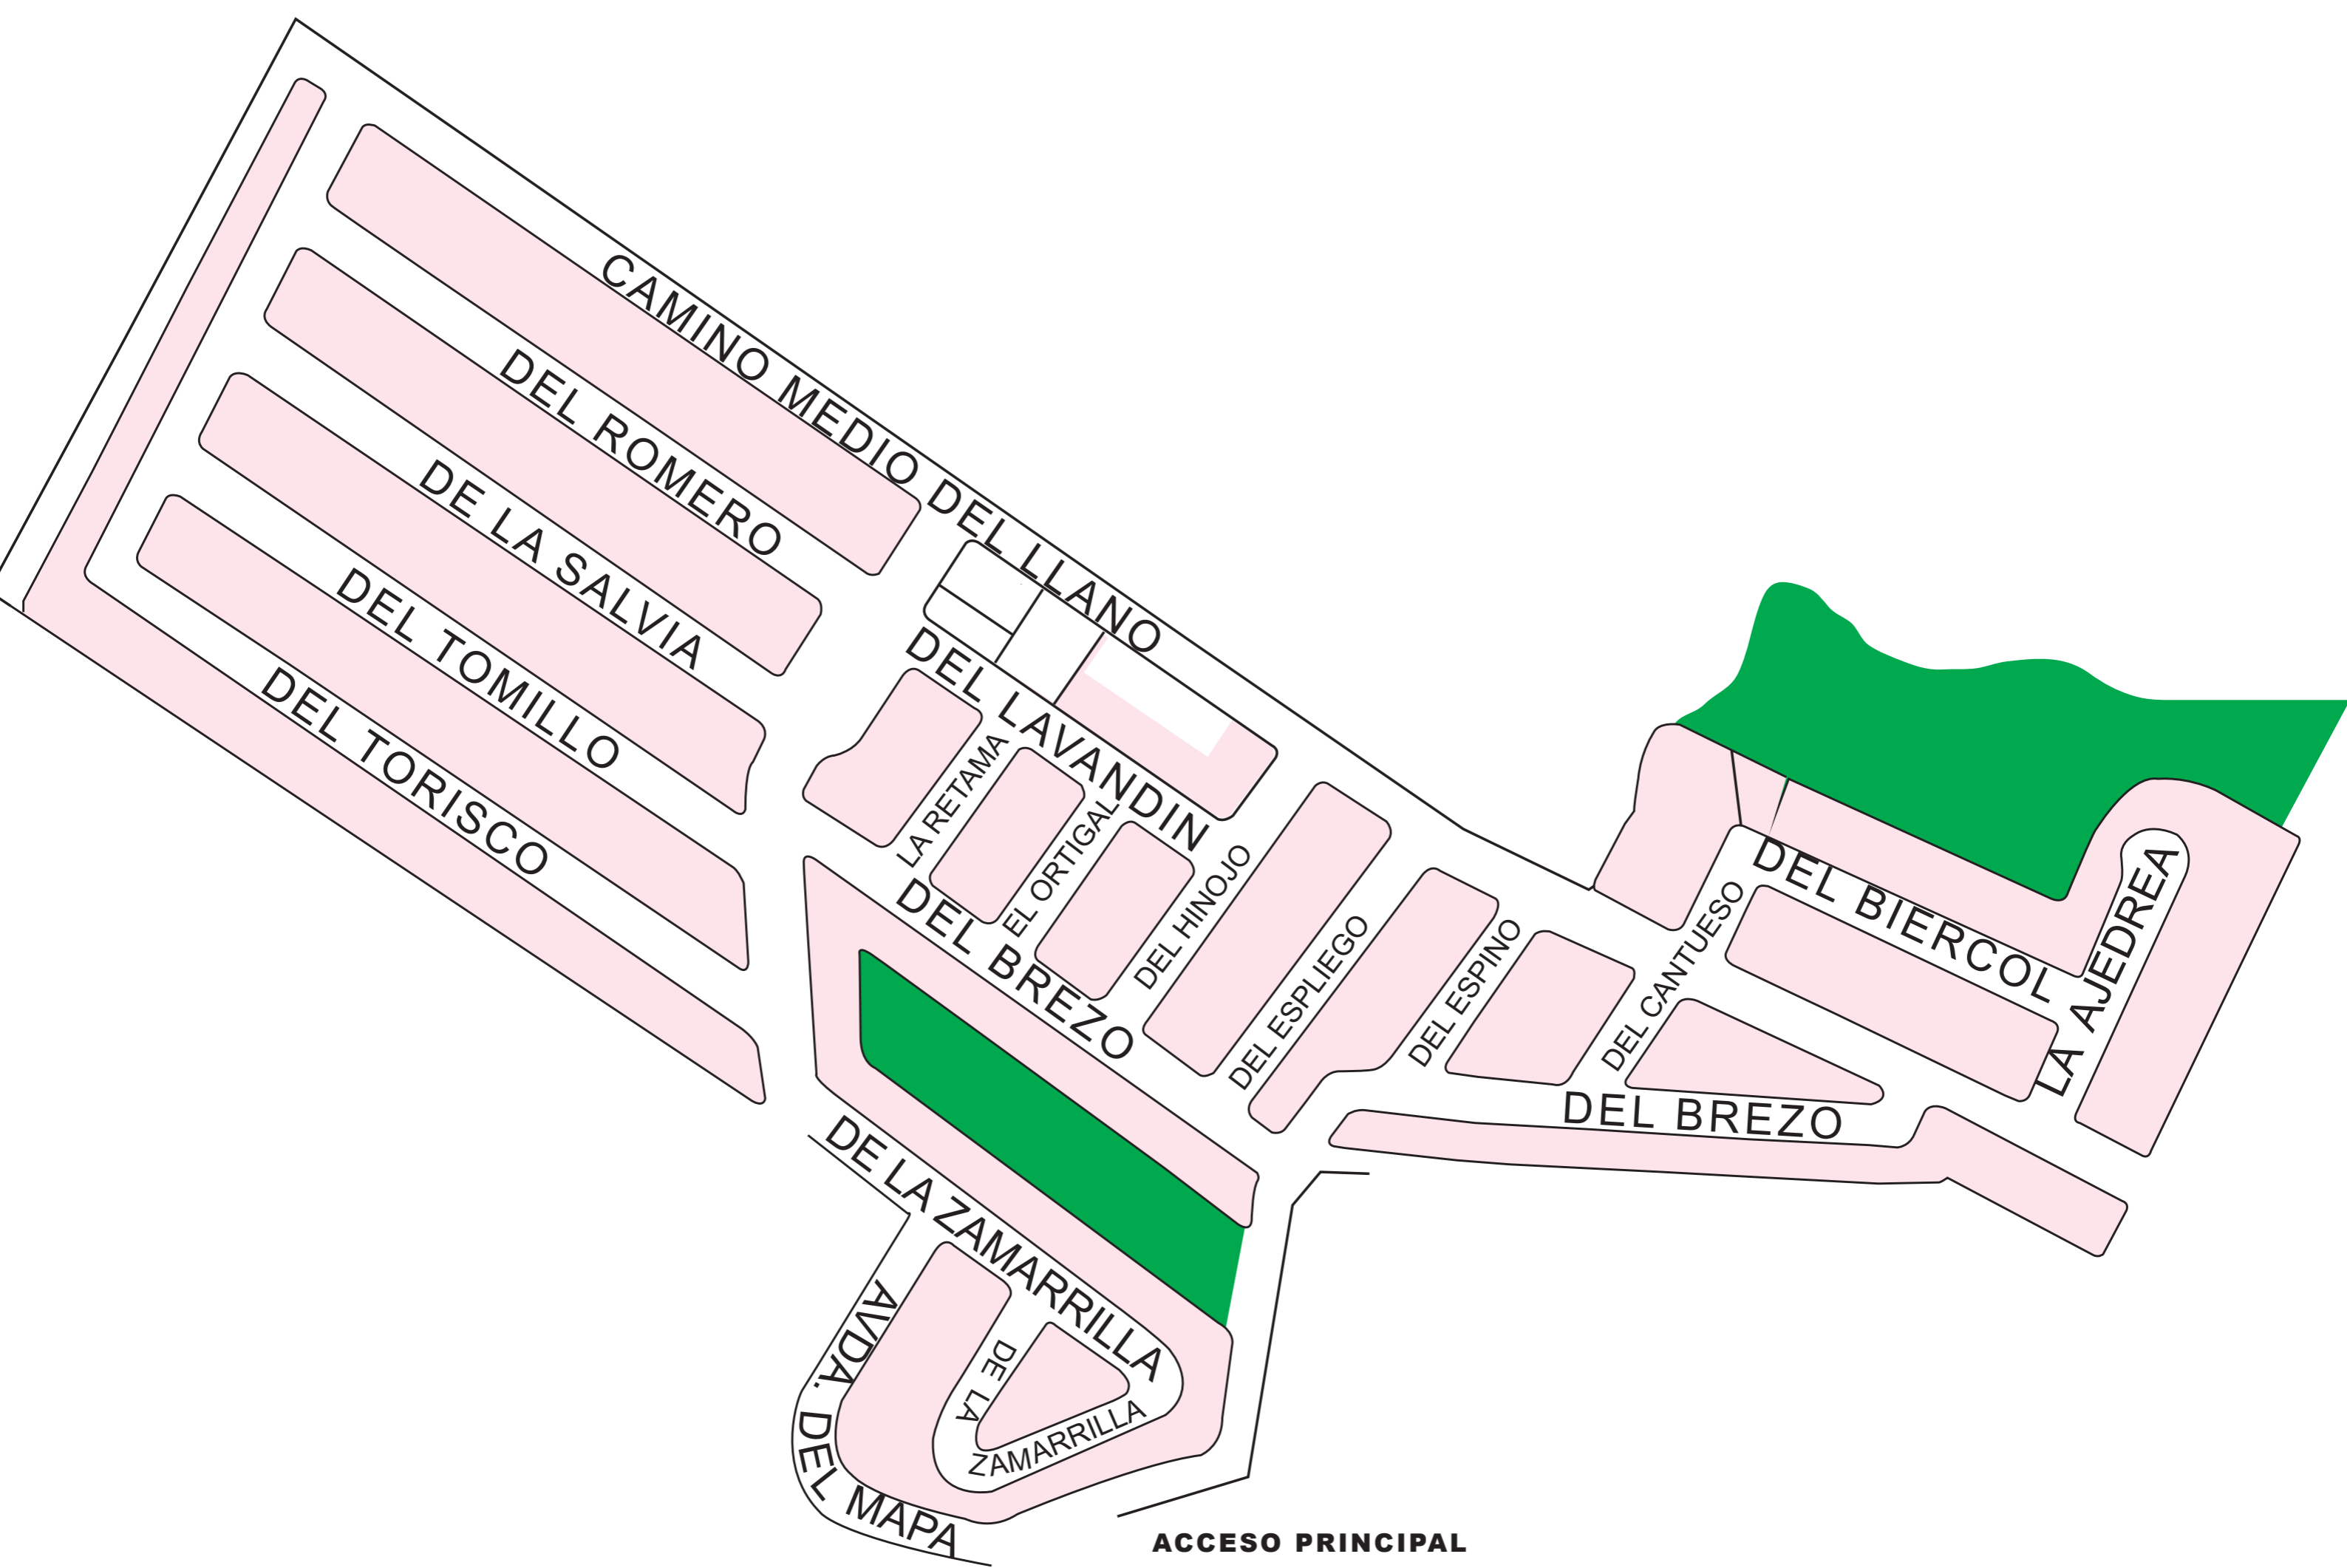 CAMINO MEDIO DEL LLANO
DEL ROMERO
DE LA SALVIA
DEL TOMILLO
DEL TORISCO
DEL LAVANDIN
LA RETAMA
EL ORTIGAL
DEL HINOJO
DEL BREZO
DEL ESPLIEGO
DEL ESPINO
DEL CANTUESO
DEL BIERCOL
LA AJEDREA
DEL BREZO
DE LA ZAMARRILLA
DE LA
ZAMARRILLA
AVDA. DEL MAPA
ACCESO PRINCIPAL